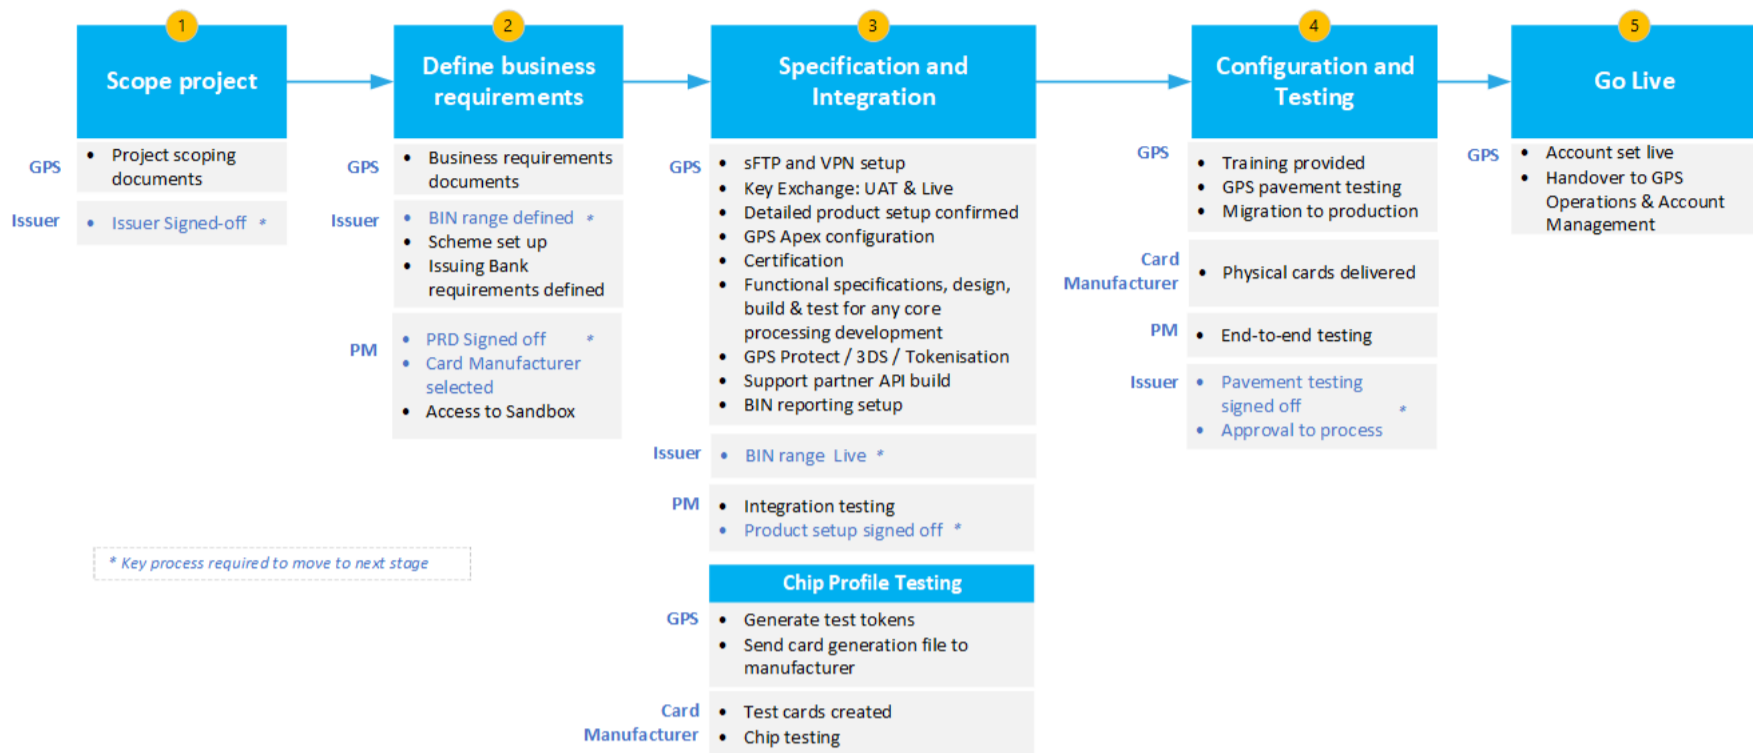 1
Scope project
GPS
• Project scoping
documents
Issuer
• Issuer Signed-off *
2
Define business
requirements
GPS
• Business requirements
documents
Issuer
• BIN range defined *
• Scheme set up
• Issuing Bank
requirements defined
PM
• PRD Signed off *
• Card Manufacturer
selected
• Access to Sandbox
3
Specification and
Integration
GPS
• sFTP and VPN setup
• Key Exchange: UAT & Live
• Detailed product setup confirmed
• GPS Apex configuration
• Certification
• Functional specifications, design,
build & test for any core
processing development
• GPS Protect / 3DS / Tokenisation
• Support partner API build
• BIN reporting setup
Issuer
• BIN range Live *
PM
• Integration testing
• Product setup signed off *
Chip Profile Testing
GPS
• Generate test tokens
• Send card generation file to
manufacturer
Card
Manufacturer
• Test cards created
• Chip testing
4
Configuration and
Testing
GPS
• Training provided
• GPS pavement testing
• Migration to production
Card
Manufacturer
• Physical cards delivered
PM
• End-to-end testing
Issuer
• Pavement testing
signed off *
• Approval to process
5
Go Live
GPS
• Account set live
• Handover to GPS
Operations & Account
Management
* Key process required to move to next stage